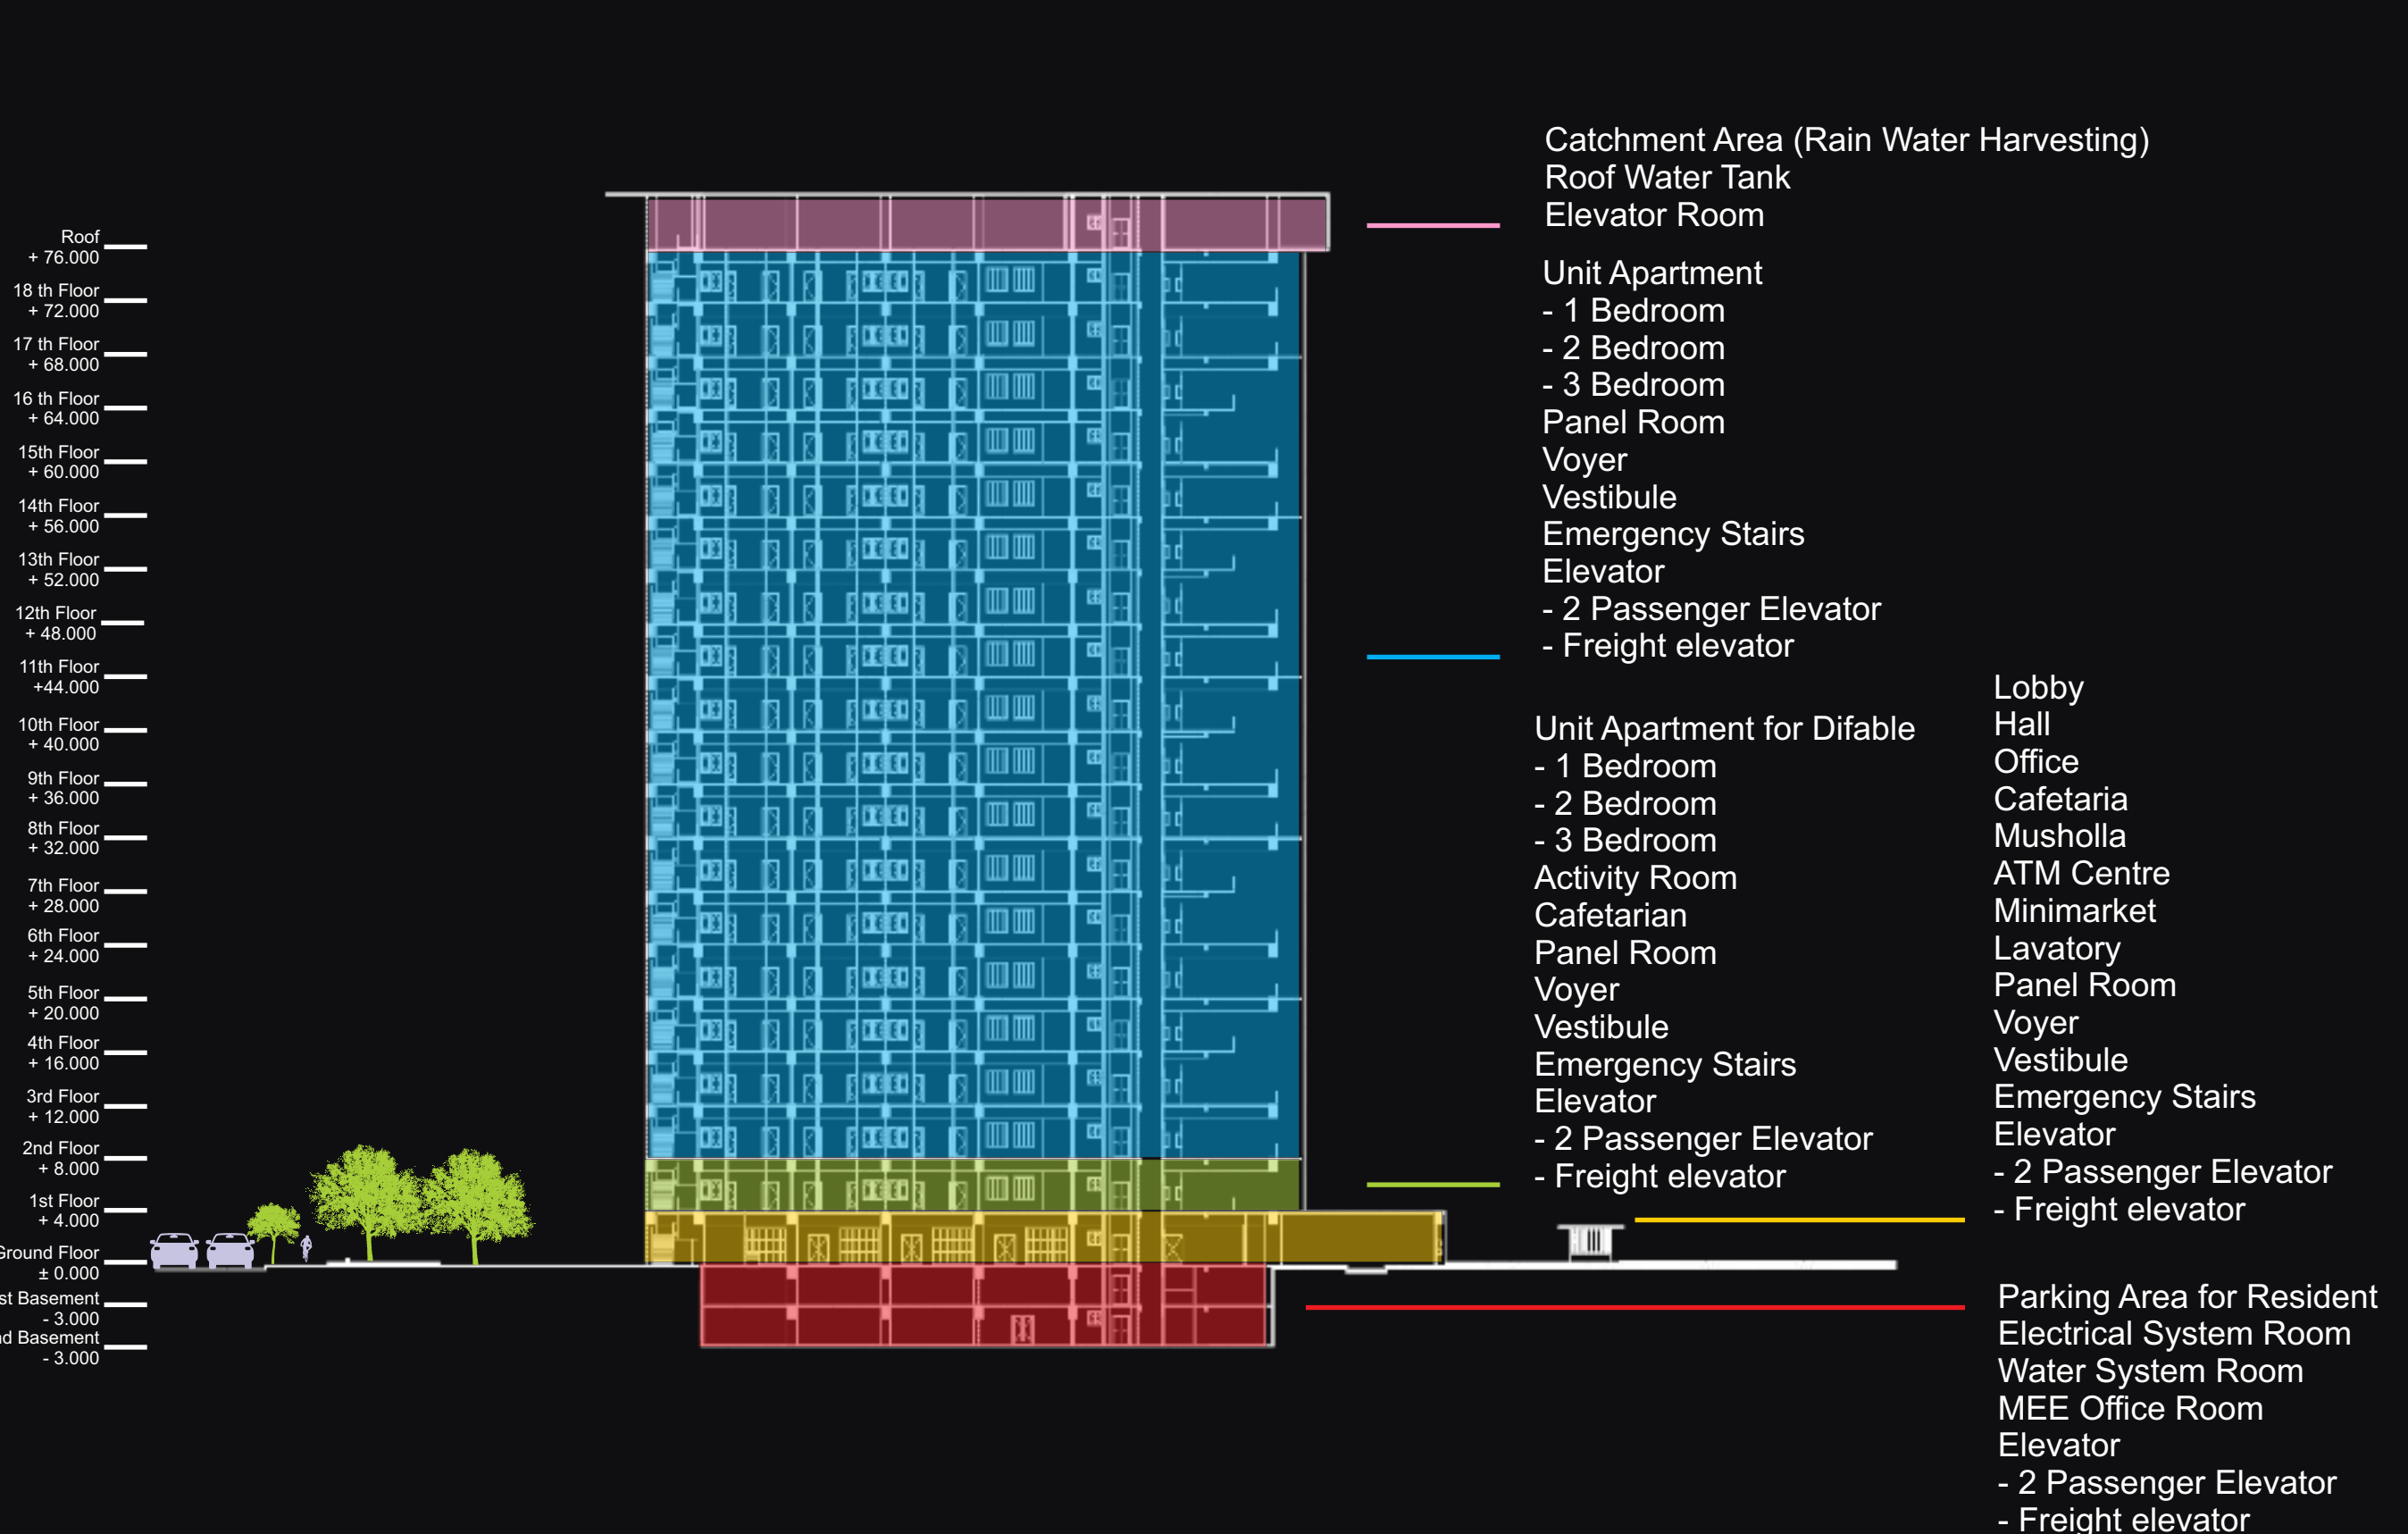 Roof
+ 76.000
18 th Floor
+ 72.000
17 th Floor
+ 68.000
16 th Floor
+ 64.000
15th Floor
+ 60.000
14th Floor
+ 56.000
13th Floor
+ 52.000
12th Floor
+ 48.000
11th Floor
+44.000
10th Floor
+ 40.000
9th Floor
+ 36.000
8th Floor
+ 32.000
7th Floor
+ 28.000
6th Floor
+ 24.000
5th Floor
+ 20.000
4th Floor
+ 16.000
3rd Floor
+ 12.000
2nd Floor
+ 8.000
1st Floor
+ 4.000
Ground Floor
± 0.000
st Basement
- 3.000
d Basement
- 3.000
Catchment Area (Rain Water Harvesting)
Roof Water Tank
Elevator Room
Unit Apartment
- 1 Bedroom
- 2 Bedroom
- 3 Bedroom
Panel Room
Voyer
Vestibule
Emergency Stairs
Elevator
- 2 Passenger Elevator
- Freight elevator
Unit Apartment for Difable
- 1 Bedroom
- 2 Bedroom
- 3 Bedroom
Activity Room
Cafetarian
Panel Room
Voyer
Vestibule
Emergency Stairs
Elevator
- 2 Passenger Elevator
- Freight elevator
Lobby
Hall
Office
Cafetaria
Musholla
ATM Centre
Minimarket
Lavatory
Panel Room
Voyer
Vestibule
Emergency Stairs
Elevator
- 2 Passenger Elevator
- Freight elevator
Parking Area for Resident
Electrical System Room
Water System Room
MEE Office Room
Elevator
- 2 Passenger Elevator
- Freight elevator